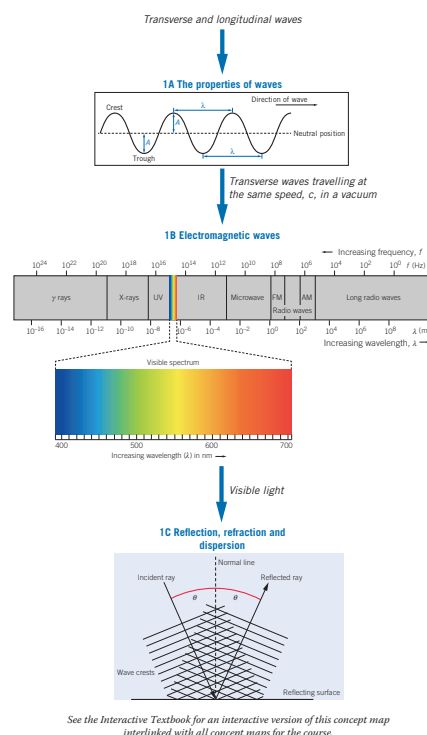 Transverse and longitudinal waves
1A The properties of waves
Crest
λ
Direction of wave
A
Neutral position
A
Trough
λ
Transverse waves travelling at
the same speed, c, in a vacuum
1B Electromagnetic waves
← Increasing frequency, f
10²⁴ 10²² 10²⁰ 10¹⁸ 10¹⁶ 10¹⁴ 10¹² 10¹⁰ 10⁸ 10⁶ 10⁴ 10² 10⁰ f (Hz)
γ rays X-rays UV IR Microwave FM AM Long radio waves
Radio waves
10⁻¹⁶ 10⁻¹⁴ 10⁻¹² 10⁻¹⁰ 10⁻⁸ 10⁻⁶ 10⁻⁴ 10⁻² 10⁰ 10² 10⁴ 10⁶ 10⁸ λ (m
Increasing wavelength, λ →
Visible spectrum
400 500 600 700
Increasing wavelength (λ) in nm →
Visible light
1C Reflection, refraction and
dispersion
Normal line
Incident ray Reflected ray
θ θ
Wave crests
Reflecting surface
See the Interactive Textbook for an interactive version of this concept map
interlinked with all concept maps for the course.